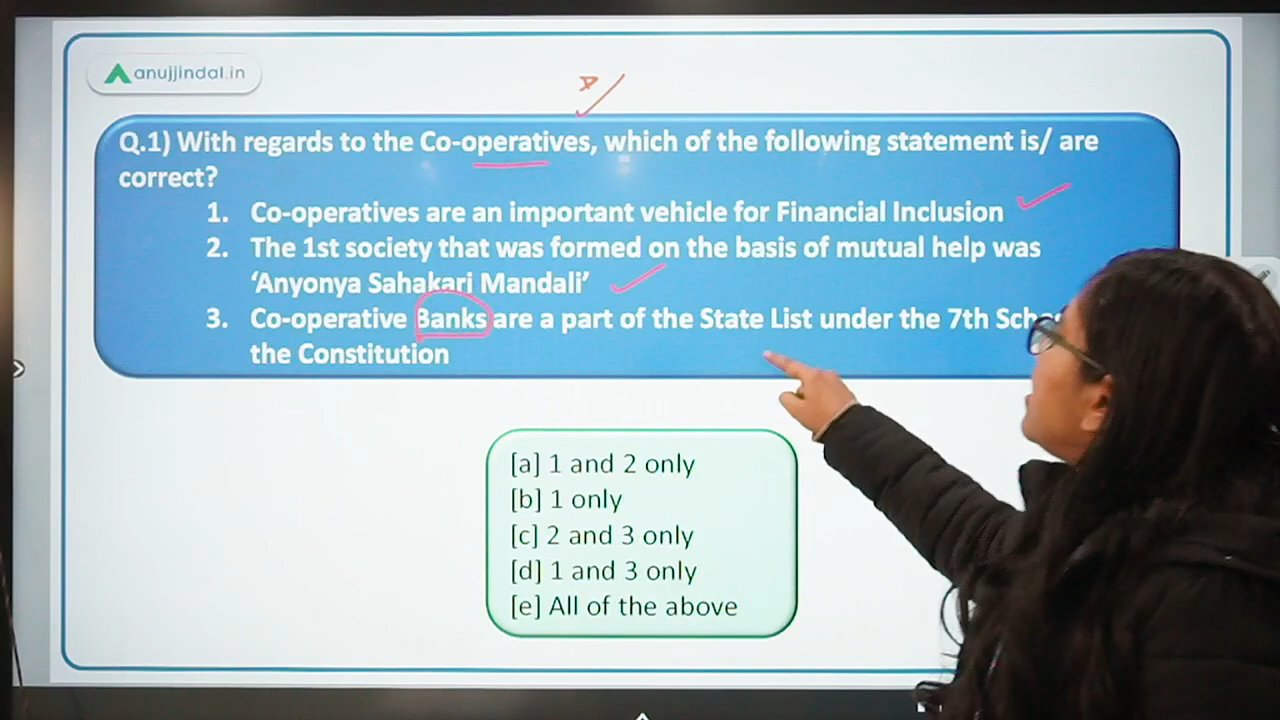 anujjindal.in
Q.1) With regards to the Co-operatives, which of the following statement is/ are
correct?
1. Co-operatives are an important vehicle for Financial Inclusion
2. The 1st society that was formed on the basis of mutual help was
‘Anyonya Sahakari Mandali’
3. Co-operative Banks are a part of the State List under the 7th
the Constitution
[a] 1 and 2 only
[b] 1 only
[c] 2 and 3 only
[d] 1 and 3 only
[e] All of the above